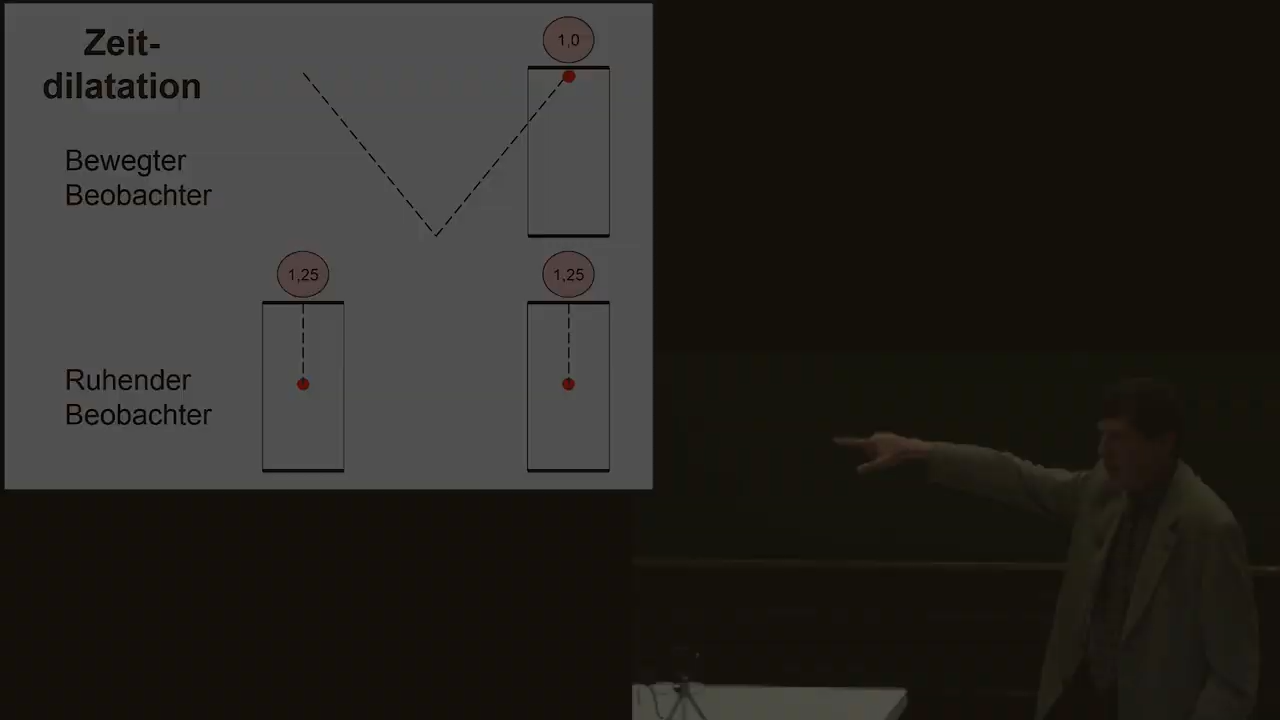 Zeit-
dilatation
1,0
Bewegter
Beobachter
1,25
1,25
Ruhender
Beobachter